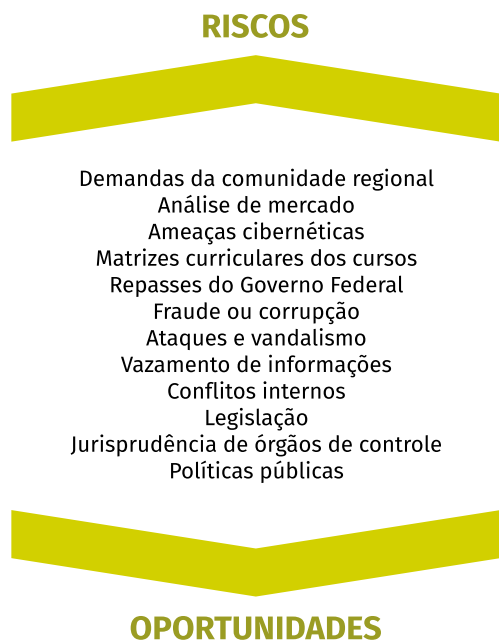 RISCOS
Demandas da comunidade regional
Análise de mercado
Ameaças cibernéticas
Matrizes curriculares dos cursos
Repasses do Governo Federal
Fraude ou corrupção
Ataques e vandalismo
Vazamento de informações
Conflitos internos
Legislação
Jurisprudência de órgãos de controle
Políticas públicas
OPORTUNIDADES